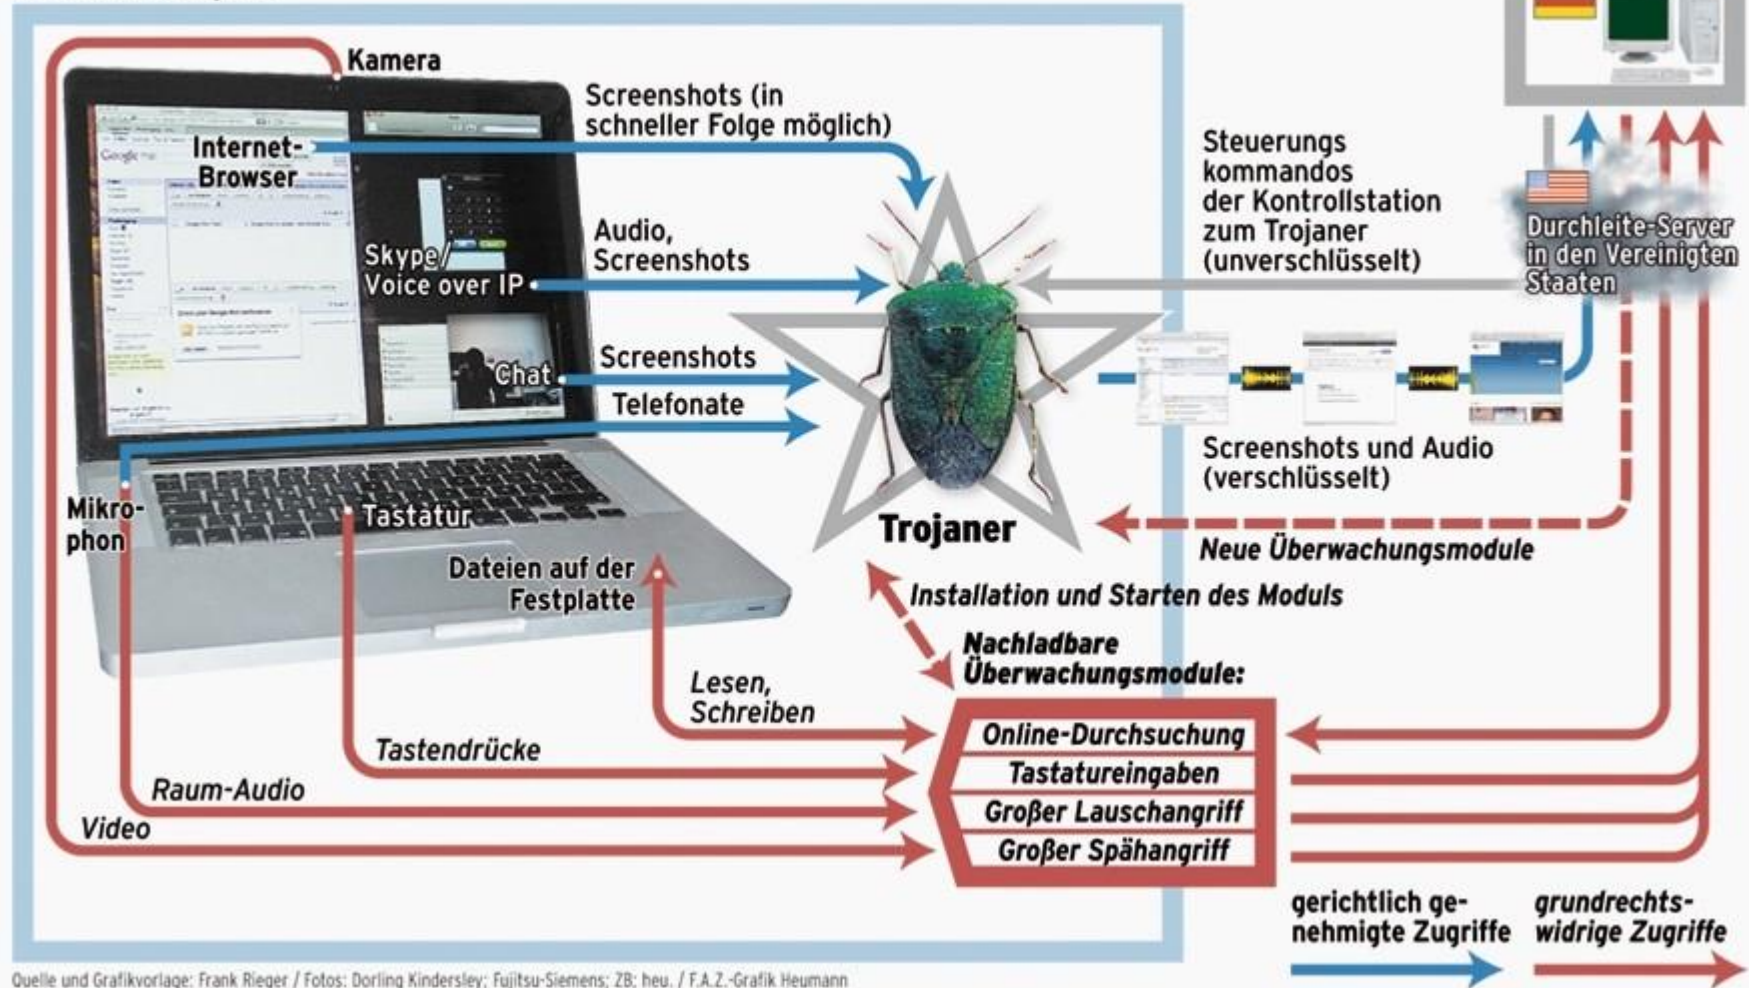 Kamera
Screenshots (in
schneller Folge möglich)
Internet-
Browser
Google
Steuerungs
kommandos
der Kontrollstation
zum Trojaner
(unverschlüsselt)
Durchleite-Server
in den Vereinigten
Staaten
Audio,
Screenshots
Skype/
Voice over IP
Screenshots
Chat
Telefonate
Screenshots und Audio
(verschlüsselt)
Mikro-
phon
Tastatur
Trojaner
Neue Überwachungsmodule
Dateien auf der
Festplatte
Installation und Starten des Moduls
Nachladbare
Überwachungsmodule:
Lesen,
Schreiben
Online-Durchsuchung
Tastendrücke
Tastatureingaben
Raum-Audio
Großer Lauschangriff
Video
Großer Spähangriff
gerichtlich ge-
nehmigte Zugriffe
grundrechts-
widrige Zugriffe
Quelle und Grafikvorlage: Frank Rieger / Fotos: Dorling Kindersley; Fujitsu-Siemens; ZB; heu. / F.A.Z.-Grafik Heumann